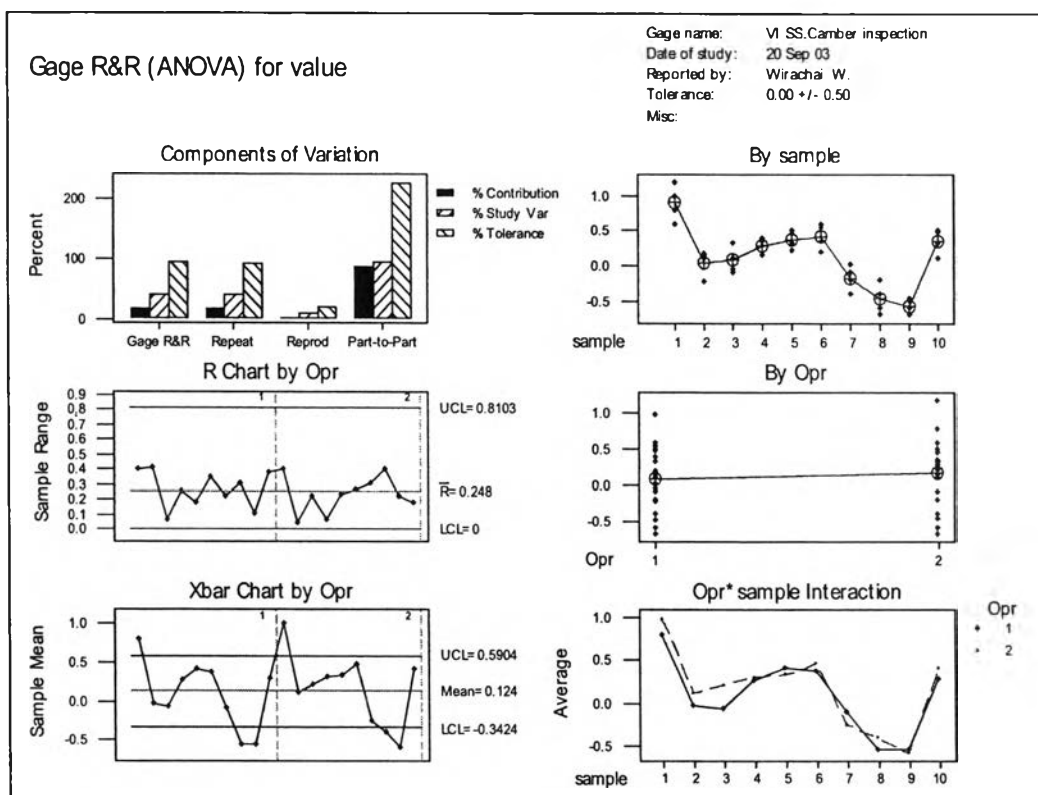 Gage R&R (ANOVA) for value
Gage name: VI SS.Camber inspection
Date of study: 20 Sep 03
Reported by: Wirachai W.
Tolerance: 0.00 +/- 0.50
Misc:
Components of Variation
Percent
200
100
0
Gage R&R Repeat Reprod Part-to-Part
% Contribution
% Study Var
% Tolerance
By sample
1.0
0.5
0.0
-0.5
sample 1 2 3 4 5 6 7 8 9 10
R Chart by Opr
Sample Range
0.9
0.8
0.7
0.6
0.5
0.4
0.3
0.2
0.1
0.0
1 2
UCL=0.8103
R=0.248
LCL=0
By Opr
1.0
0.5
0.0
-0.5
Opr 1 2
Xbar Chart by Opr
Sample Mean
1.0
0.5
0.0
-0.5
1 2
UCL=0.5904
Mean=0.124
LCL=-0.3424
Opr*sample Interaction
Average
1.0
0.5
0.0
-0.5
sample 1 2 3 4 5 6 7 8 9 10
Opr
1
2